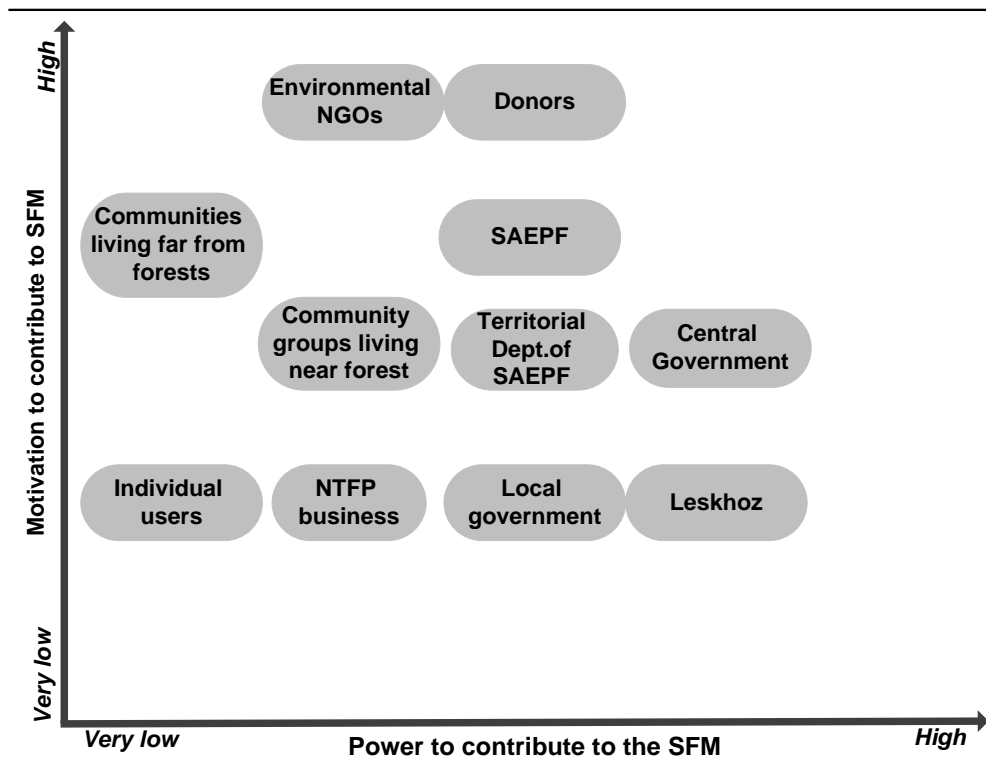 High
Environmental
NGOs
Donors
Motivation to contribute to SFM
Communities
living far from
forests
SAEPF
Community
groups living
near forest
Territorial
Dept.of
SAEPF
Central
Government
Individual
users
NTFP
business
Local
government
Leskhoz
Very low
Very low
Power to contribute to the SFM
High